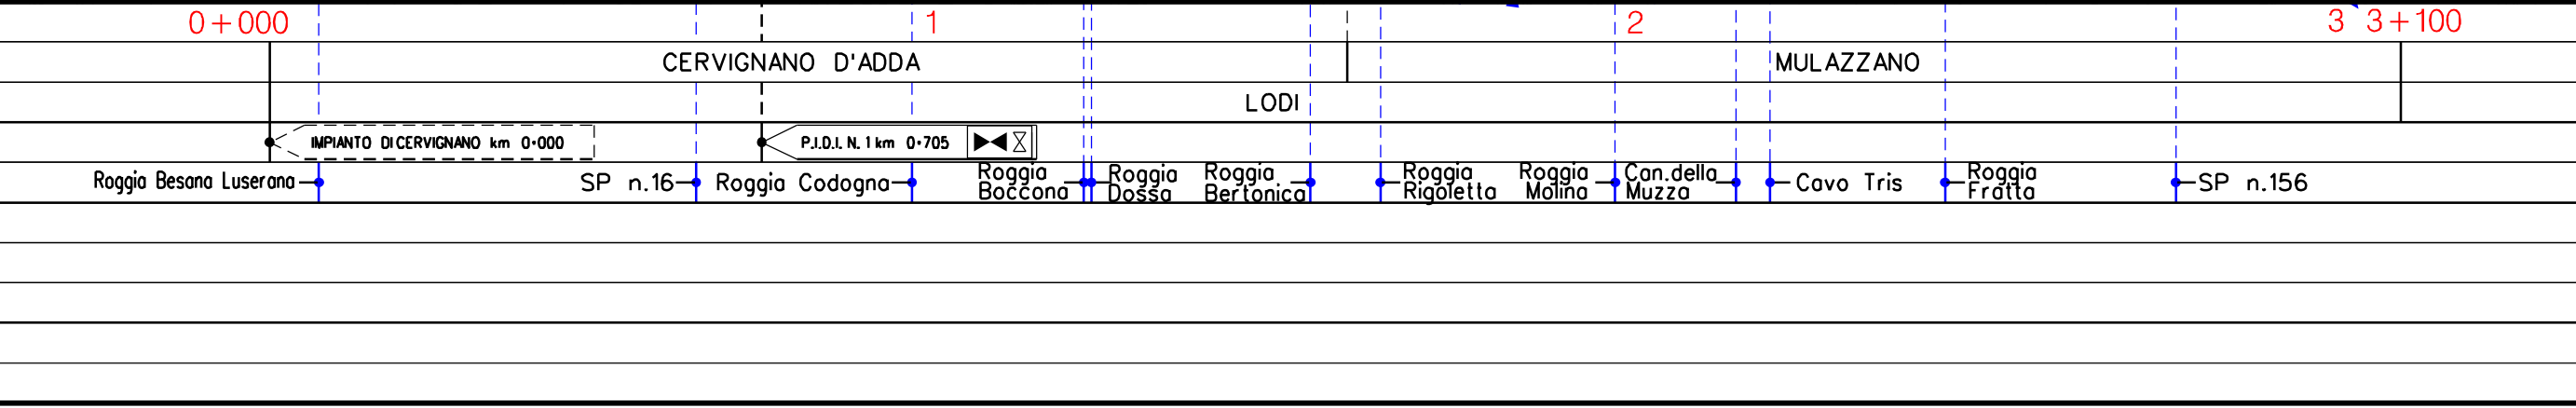 0+000 1 2 3 3+100
CERVIGNANO D'ADDA MULAZZANO
LODI
IMPIANTO DI CERVIGNANO km 0+000 P.I.D.I. N. 1 km 0+705
Roggia Besana Luserana SP n.16 Roggia Codogna
Roggia
Boccona
Roggia
Dossa
Roggia
Bertonica
Roggia
Rigoletta
Roggia
Molina
Can.della
Muzza
Cavo Tris
Roggia
Fratta
SP n.156